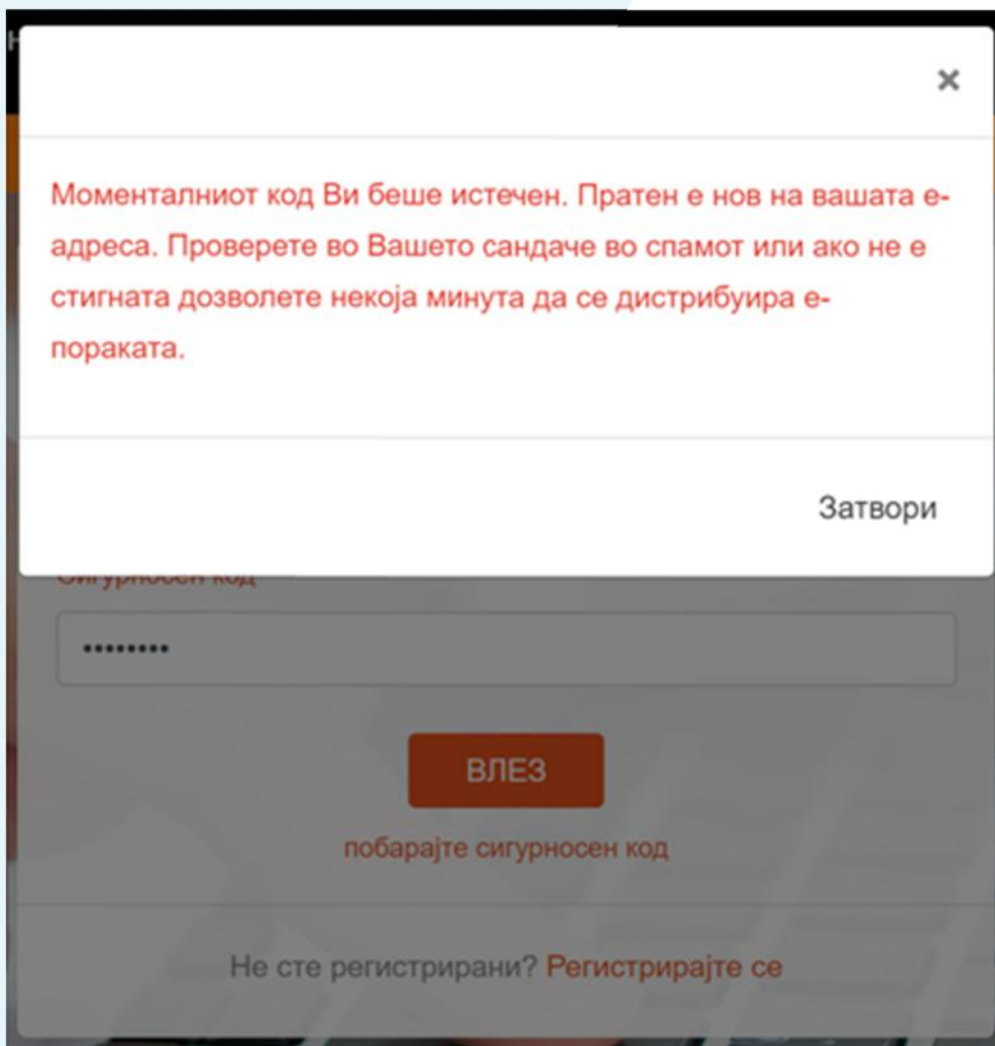 Моменталниот код Ви беше истечен. Пратен е нов на вашата е-
адреса. Проверете во Вашето сандаче во спамот или ако не е
стигната дозволете некоја минута да се дистрибуира е-
пораката.
Затвори
Сигурносен код
ВЛЕЗ
побарајте сигурносен код
Не сте регистрирани? Регистрирајте се